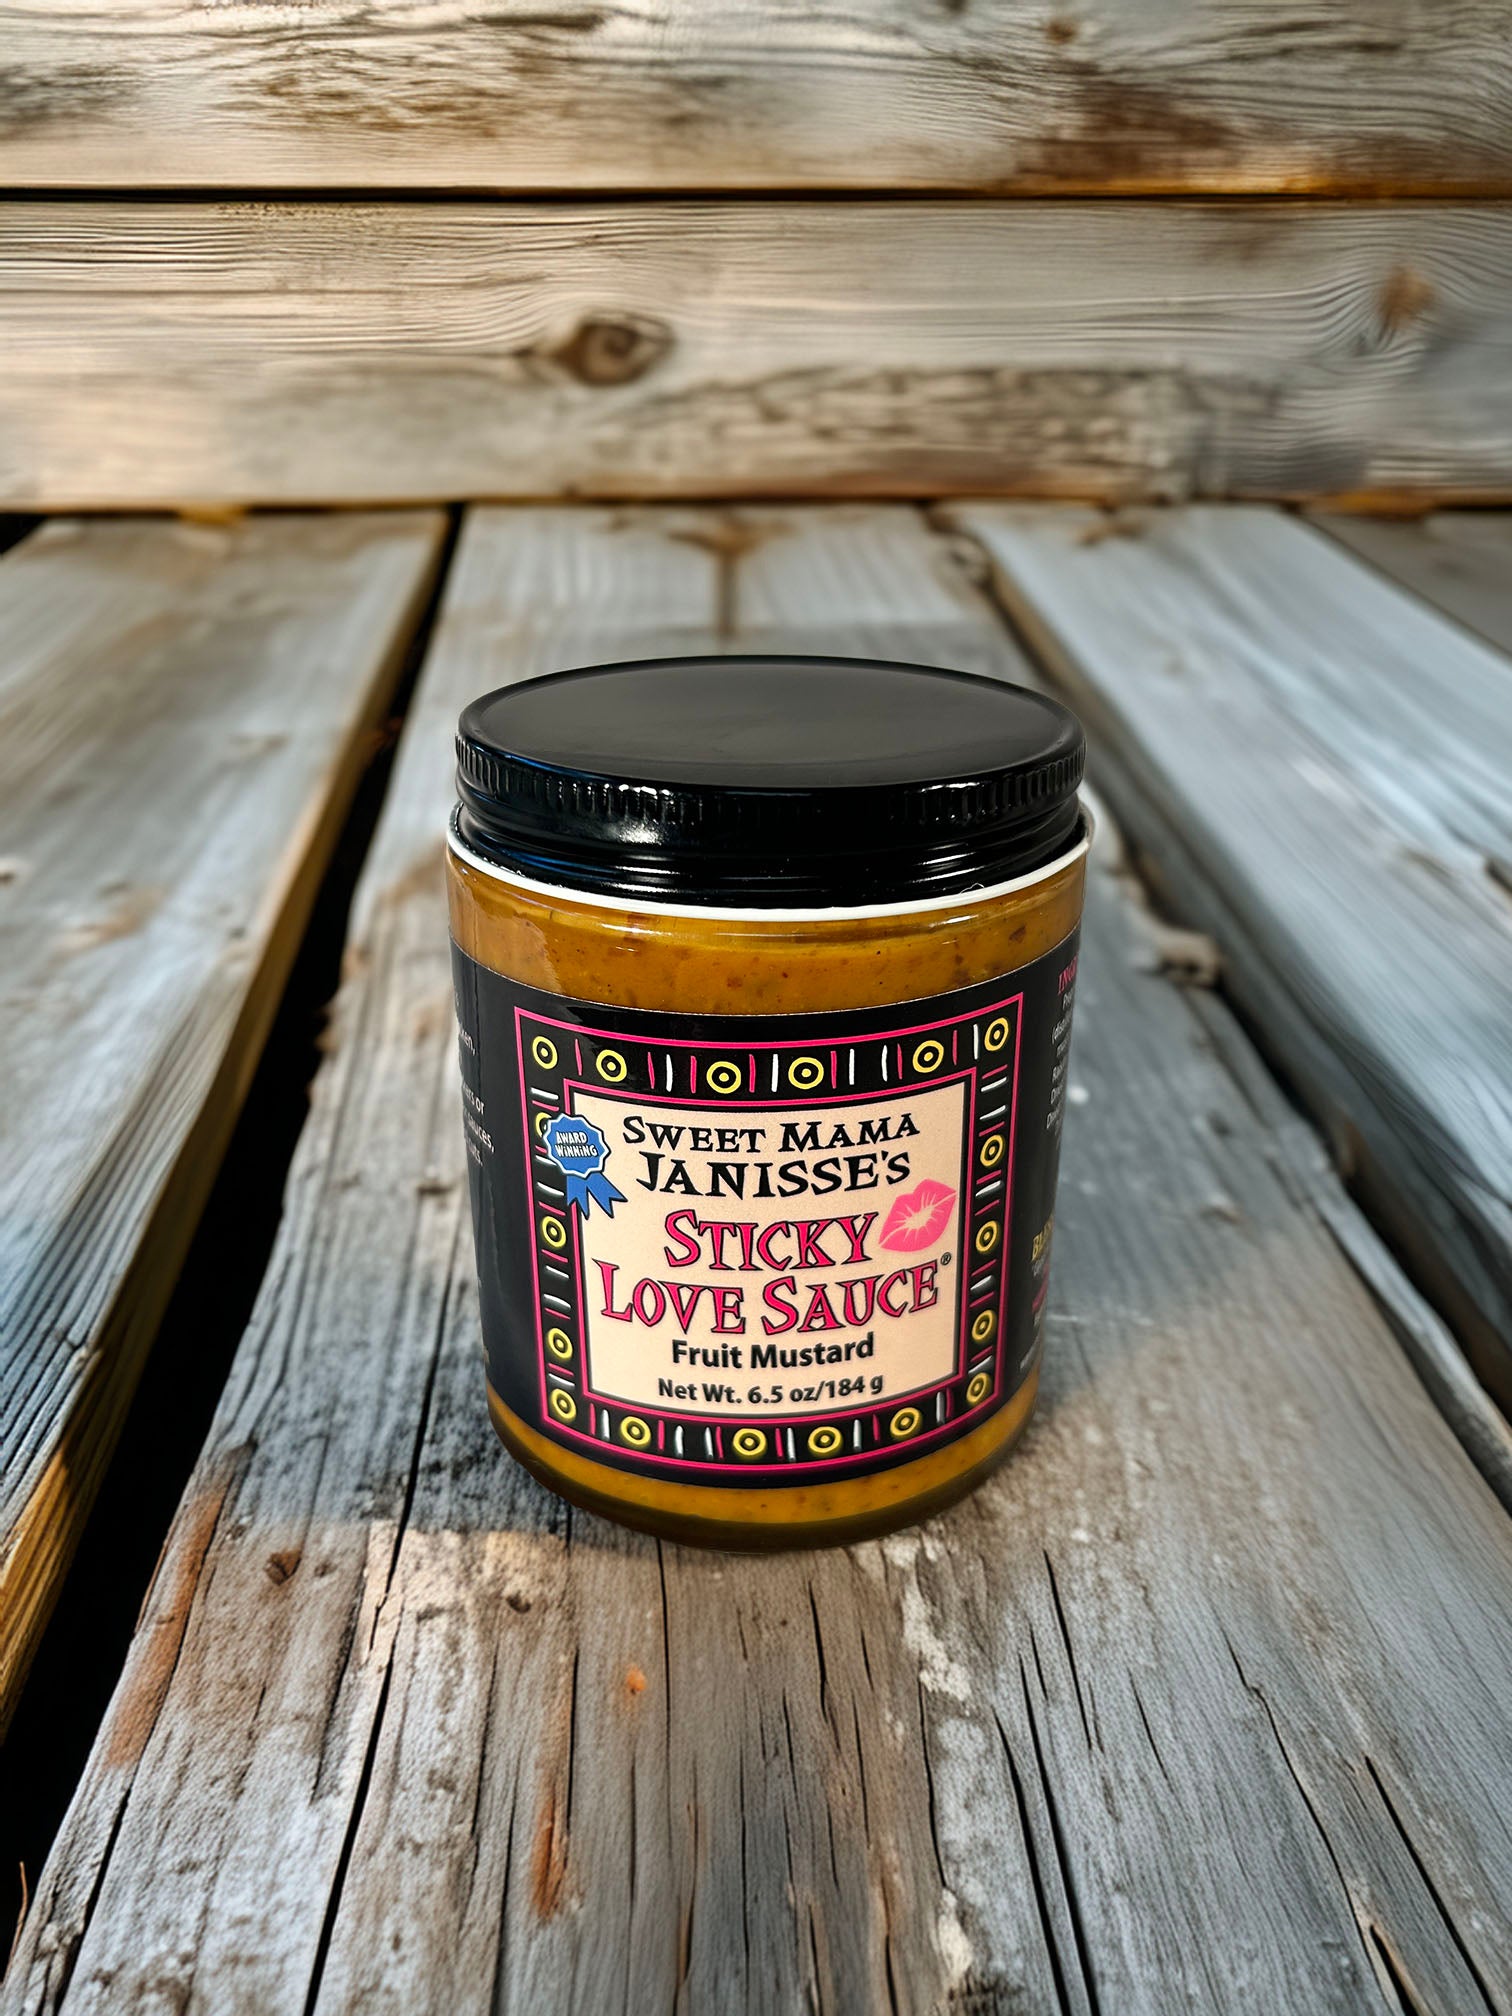 AWARD
WINNING
SWEET MAMA
JANISSE'S
STICKY
LOVE SAUCE®
Fruit Mustard
Net Wt. 6.5 oz/184 g